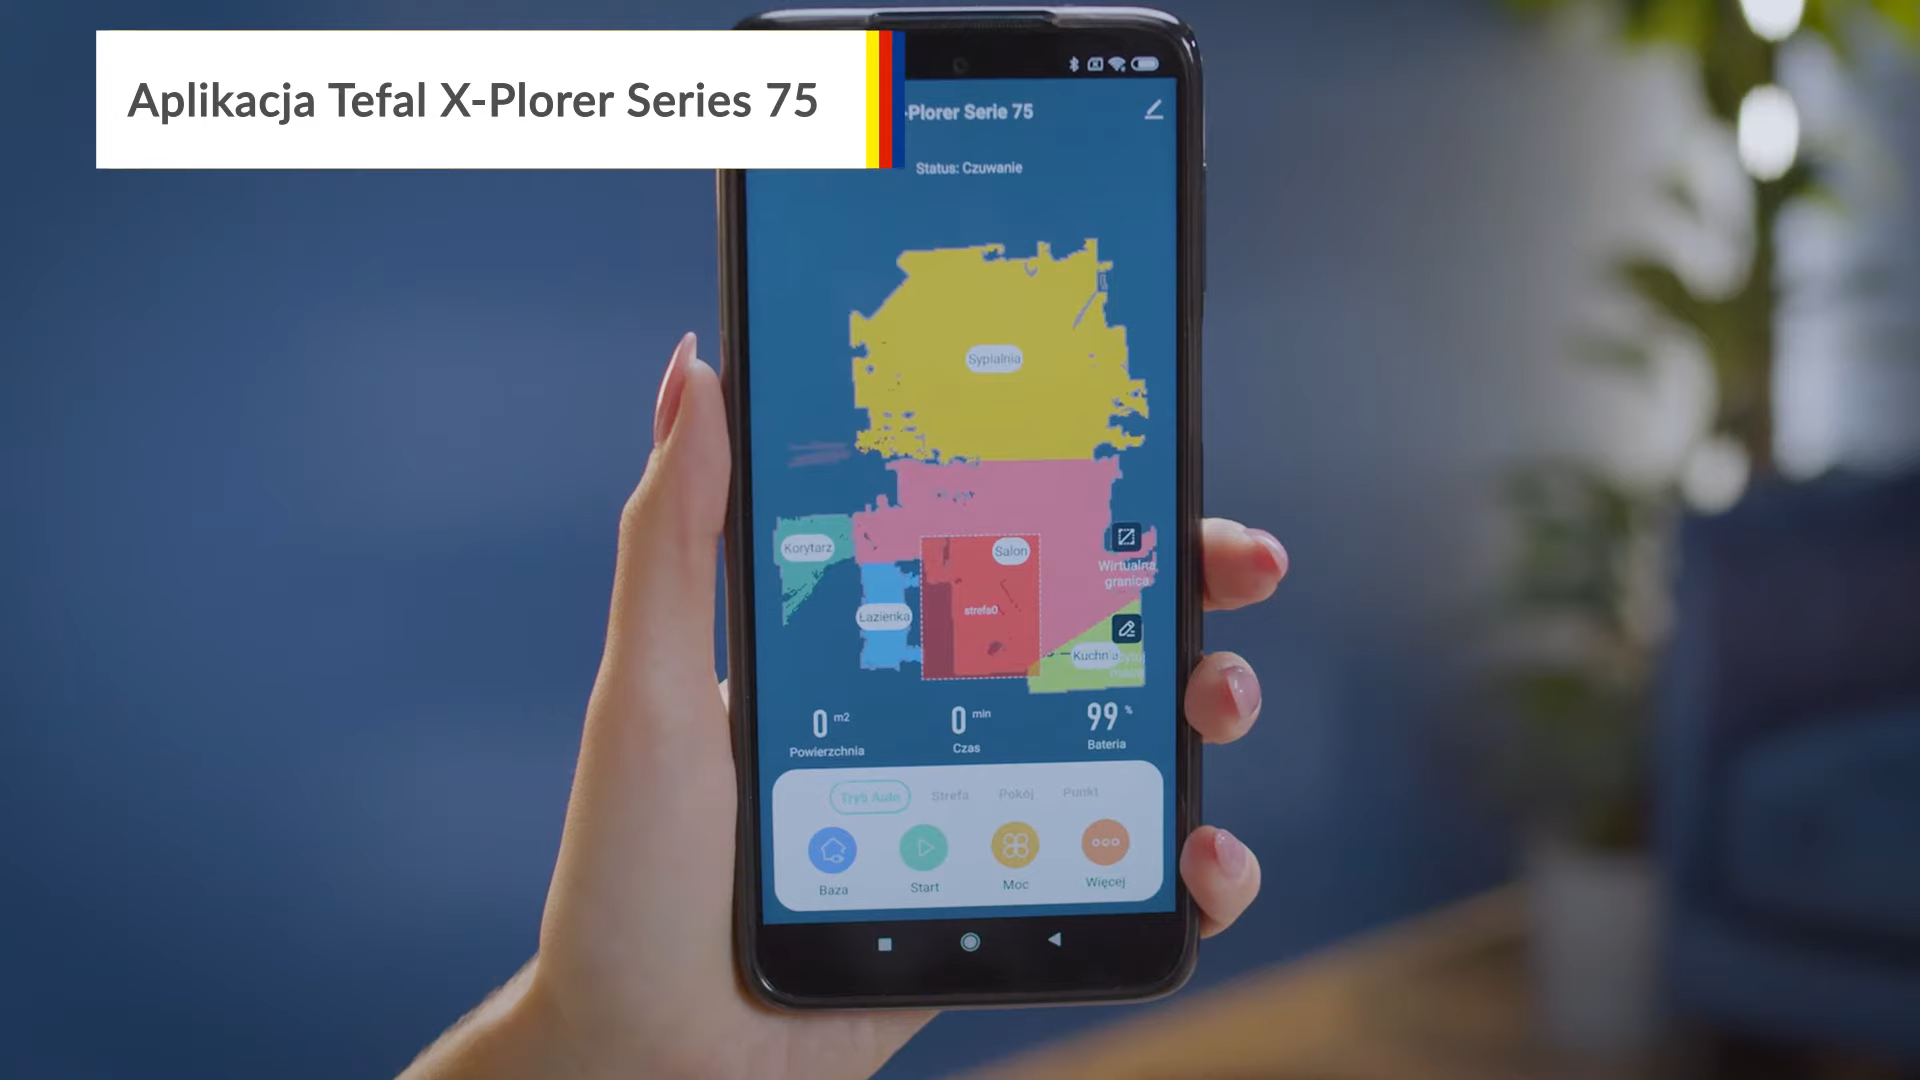 Aplikacja Tefal X-Plorer Series 75
-Plorer Serie 75
Status: Czuwanie
Sypialnia
Korytarz
Salon
Wirtualna
granica
strefa0
Łazienka
Kuchnia
0 m2
Powierzchnia
0 min
Czas
99 %
Bateria
Tryb Auto
Strefa
Pokój
Punkt
Baza
Start
Moc
Więcej